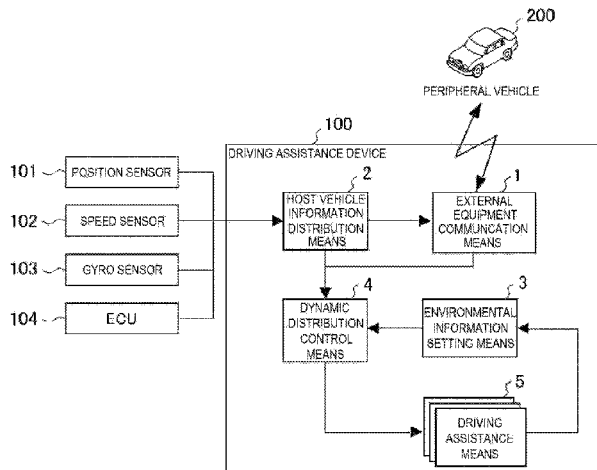 200
PERIPHERAL VEHICLE
100
DRIVING ASSISTANCE DEVICE
101
POSITION SENSOR
102
SPEED SENSOR
103
GYRO SENSOR
104
ECU
2
HOST VEHICLE
INFORMATION
DISTRIBUTION
MEANS
1
EXTERNAL
EQUIPMENT
COMMUNCATION
MEANS
4
DYNAMIC
DISTRIBUTION
CONTROL
MEANS
3
ENVIRONMENTAL
INFORMATION
SETTING MEANS
5
DRIVING
ASSISTANCE
MEANS